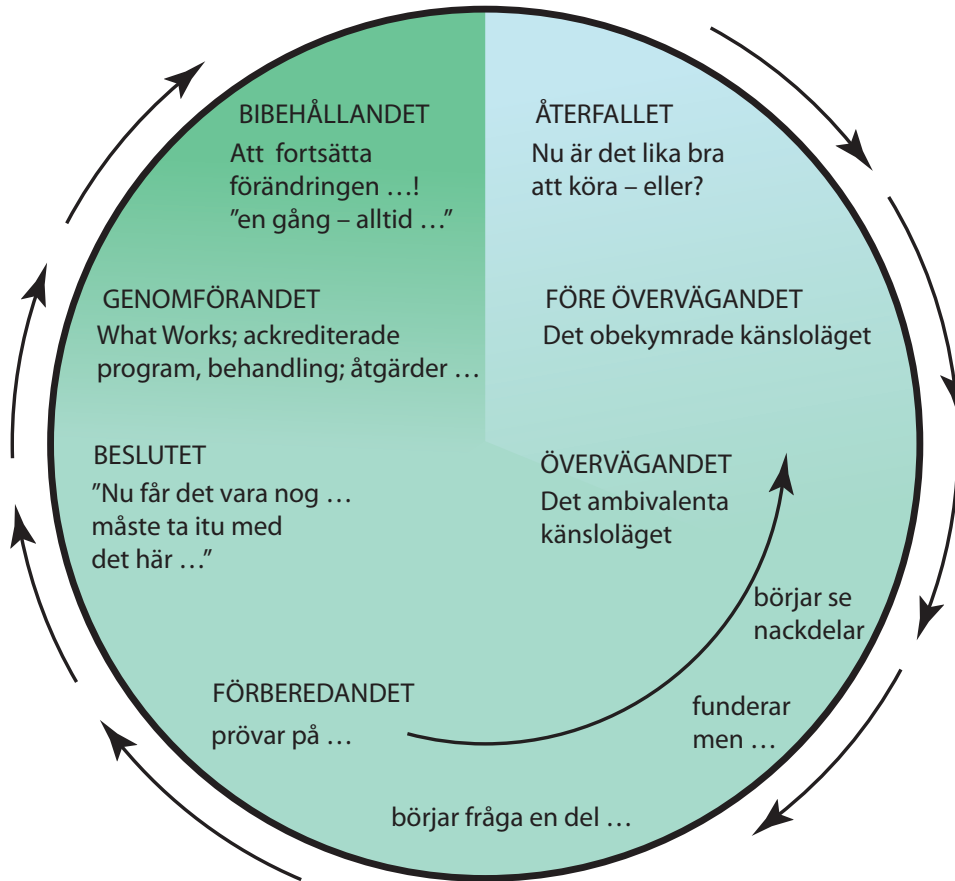 BIBEHÅLLANDET
Att fortsätta
förändringen …!
”en gång – alltid …”
ÅTERFALLET
Nu är det lika bra
att köra – eller?
GENOMFÖRANDET
What Works; ackrediterade
program, behandling; åtgärder …
FÖRE ÖVERVÄGANDET
Det obekymrade känsloläget
BESLUTET
”Nu får det vara nog …
måste ta itu med
det här …”
ÖVERVÄGANDET
Det ambivalenta
känsloläget
börjar se
nackdelar
FÖRBEREDANDET
prövar på …
funderar
men …
börjar fråga en del …